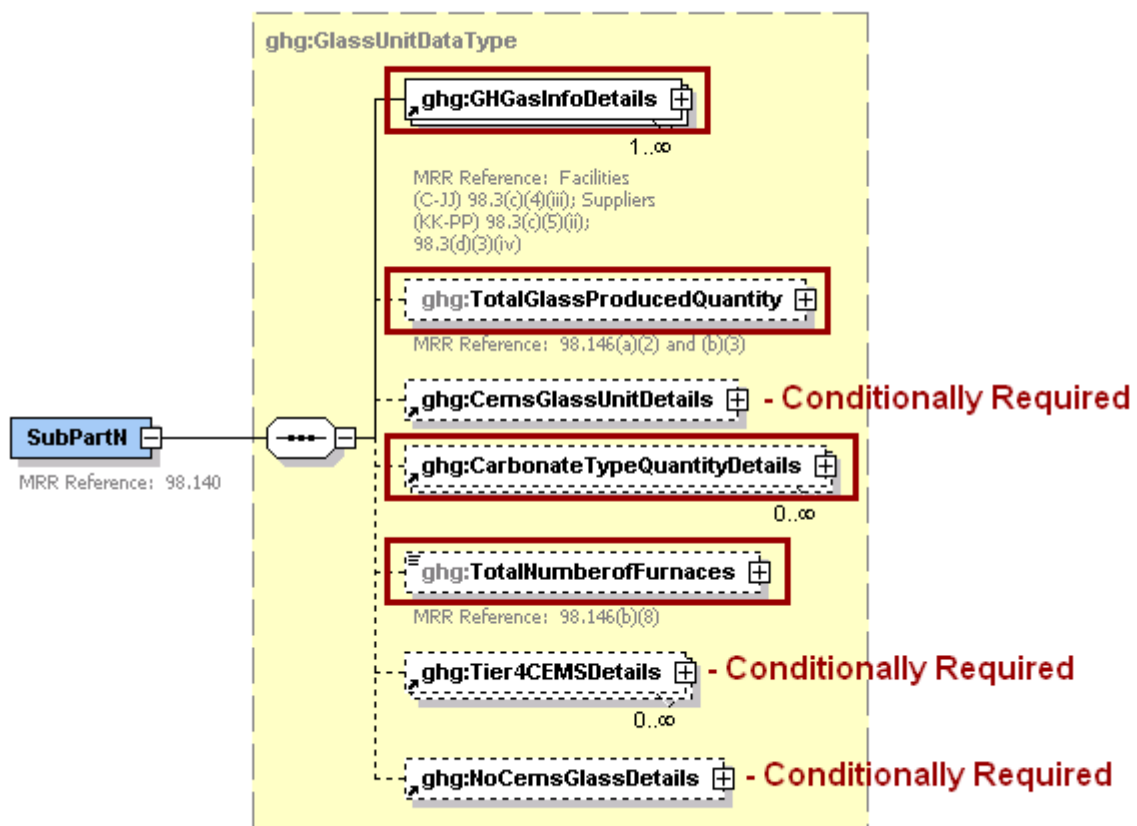 ghg:GlassUnitDataType
ghg:GHGasInfoDetails
1..∞
MRR Reference: Facilities
(C-JJ) 98.3(c)(4)(iii); Suppliers
(KK-PP) 98.3(c)(5)(ii);
98.3(d)(3)(iv)
ghg:TotalGlassProducedQuantity
MRR Reference: 98.146(a)(2) and (b)(3)
ghg:CemsGlassUnitDetails - Conditionally Required
SubPartN
MRR Reference: 98.140
ghg:CarbonateTypeQuantityDetails
0..∞
ghg:TotalNumberofFurnaces
MRR Reference: 98.146(b)(8)
ghg:Tier4CEMSDetails - Conditionally Required
0..∞
ghg:NoCemsGlassDetails - Conditionally Required